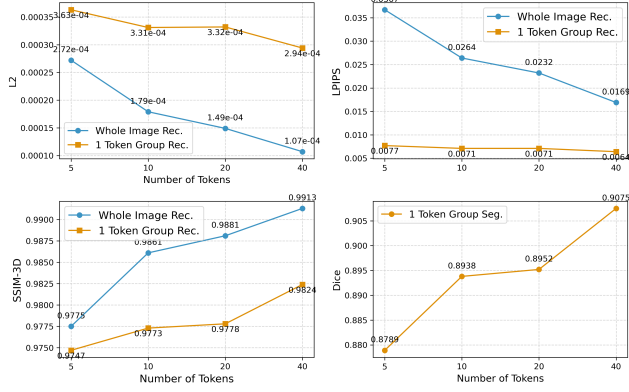 L2
0.00035
0.00030
0.00025
0.00020
0.00015
0.00010
3.63e-04
3.31e-04
3.32e-04
2.94e-04
2.72e-04
1.79e-04
1.49e-04
1.07e-04
Whole Image Rec.
1 Token Group Rec.
5 10 20 40
Number of Tokens
LPIPS
0.035
0.030
0.025
0.020
0.015
0.010
0.005
0.0264
0.0232
0.0169
0.0077
0.0071
0.0071
0.0064
Whole Image Rec.
1 Token Group Rec.
5 10 20 40
Number of Tokens
SSIM-3D
0.9900
0.9875
0.9850
0.9825
0.9800
0.9775
0.9750
0.9775
0.9861
0.9881
0.9913
0.9747
0.9773
0.9778
0.9824
Whole Image Rec.
1 Token Group Rec.
5 10 20 40
Number of Tokens
Dice
0.905
0.900
0.895
0.890
0.885
0.880
0.8789
0.8938
0.8952
0.9075
1 Token Group Seg.
5 10 20 40
Number of Tokens